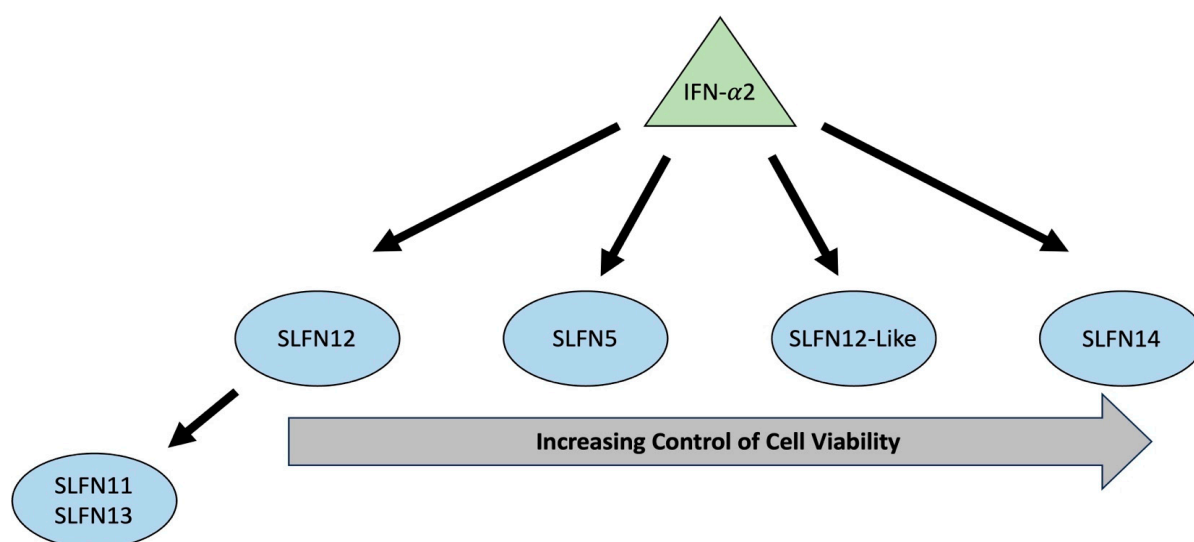 IFN-𝛼2
SLFN12
SLFN5
SLFN12-Like
SLFN14
Increasing Control of Cell Viability
SLFN11
SLFN13